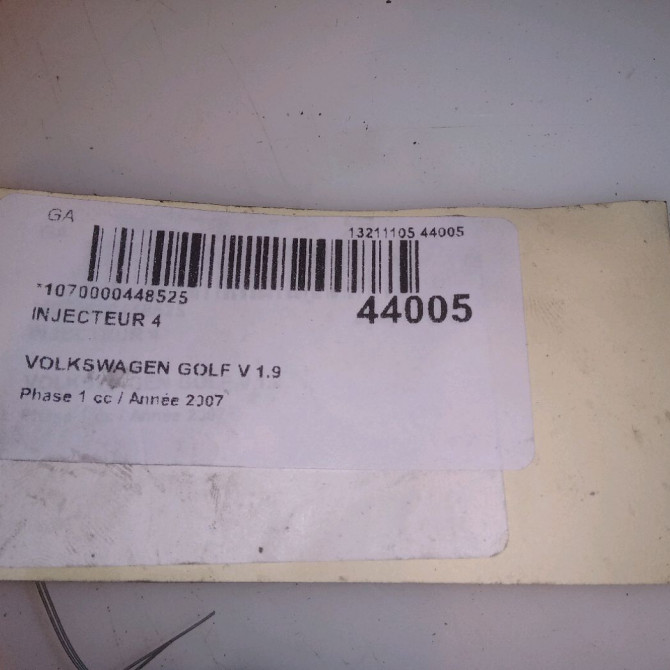 GA
13211105 44005
*1070000448525
44005
INJECTEUR 4
VOLKSWAGEN GOLF V 1.9
Phase 1 cc / Année 2007